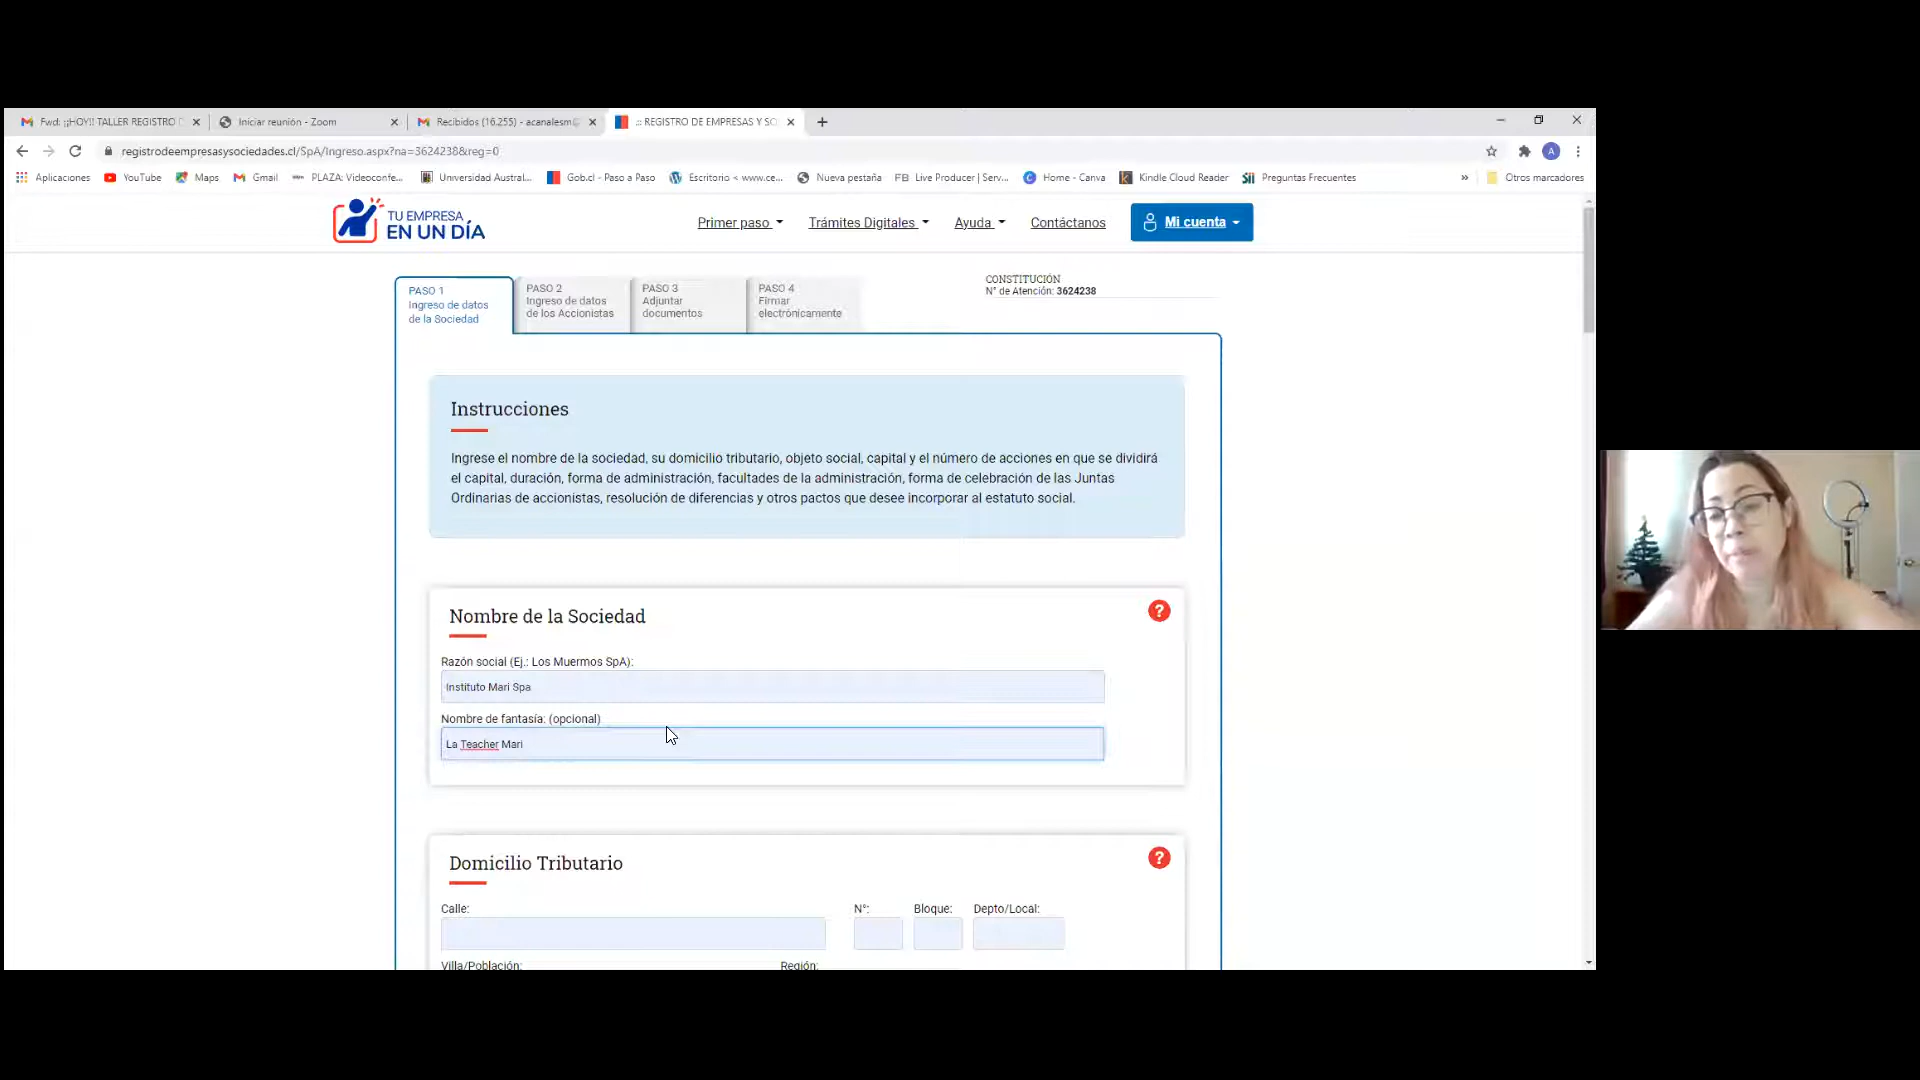 Fwd: ¡¡HOY!! TALLER REGISTRO
Iniciar reunión - Zoom
Recibidos (16.255) - acanalesm@
.:: REGISTRO DE EMPRESAS Y SO
registrodeempresasysociedades.cl/SpA/Ingreso.aspx?na=3624238&reg=0
A
Aplicaciones
YouTube
Maps
Gmail
PLAZA: Videoconfe...
Universidad Austral...
Gob.cl - Paso a Paso
Escritorio < www.ce...
Nueva pestaña
FB Live Producer | Serv...
Home - Canva
Kindle Cloud Reader
Sii Preguntas Frecuentes
»
Otros marcadores
TU EMPRESA
EN UN DÍA
Primer paso
Trámites Digitales
Ayuda
Contáctanos
Mi cuenta
PASO 1
Ingreso de datos
de la Sociedad
PASO 2
Ingreso de datos
de los Accionistas
PASO 3
Adjuntar
documentos
PASO 4
Firmar
electrónicamente
CONSTITUCIÓN
N° de Atención: 3624238
Instrucciones
Ingrese el nombre de la sociedad, su domicilio tributario, objeto social, capital y el número de acciones en que se dividirá
el capital, duración, forma de administración, facultades de la administración, forma de celebración de las Juntas
Ordinarias de accionistas, resolución de diferencias y otros pactos que desee incorporar al estatuto social.
Nombre de la Sociedad
?
Razón social (Ej.: Los Muermos SpA):
Instituto Mari Spa
Nombre de fantasía: (opcional)
La Teacher Mari
Domicilio Tributario
?
Calle:
N°:
Bloque:
Depto/Local:
Villa/Población:
Región: